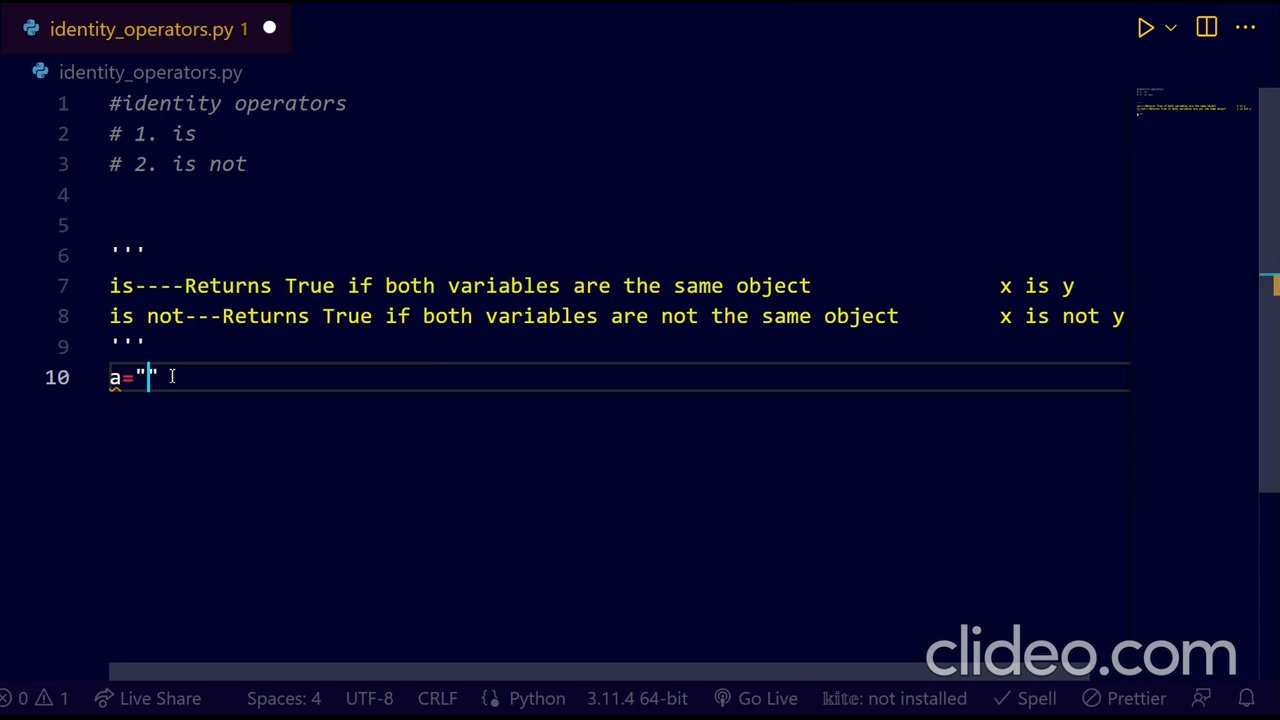 identity_operators.py 1
identity_operators.py
1 #identity operators
2 # 1. is
3 # 2. is not
4
5
6 '''
7 is----Returns True if both variables are the same object x is y
8 is not---Returns True if both variables are not the same object x is not y
9 '''
10 a=""
clideo.com
0 1 Live Share Spaces: 4 UTF-8 CRLF Python 3.11.4 64-bit Go Live kite: not installed Spell Prettier